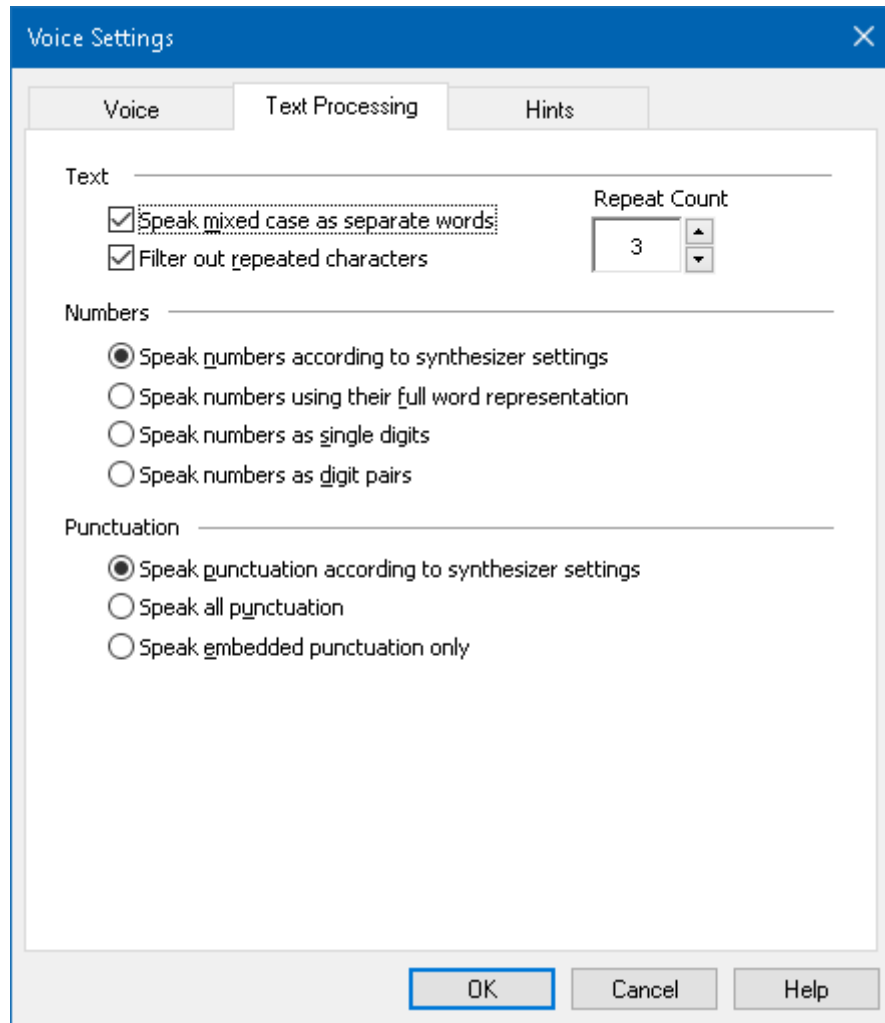 Voice Settings
Voice
Text Processing
Hints
Text
Repeat Count
Speak mixed case as separate words
3
Filter out repeated characters
Numbers
Speak numbers according to synthesizer settings
Speak numbers using their full word representation
Speak numbers as single digits
Speak numbers as digit pairs
Punctuation
Speak punctuation according to synthesizer settings
Speak all punctuation
Speak embedded punctuation only
OK
Cancel
Help